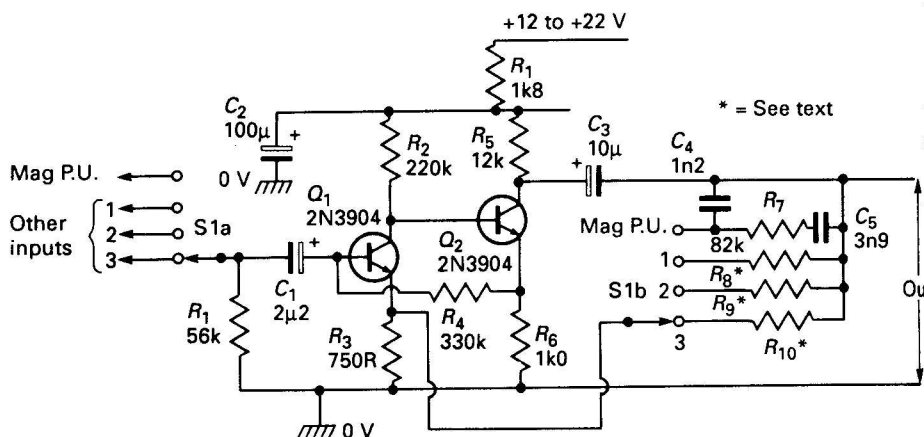 +12 to +22 V
R1
1k8
C2
100µ
+
0 V
R2
220k
R5
12k
C3
10µ
+
* = See text
C4
1n2
Mag P.U.
Other
inputs
1
2
3
S1a
Q1
2N3904
Q2
2N3904
Mag P.U.
R7
82k
C5
3n9
1
S1b 2
3
R8*
R9*
R10*
Ou
+
C1
2µ2
R1
56k
R3
750R
R4
330k
R6
1k0
0 V